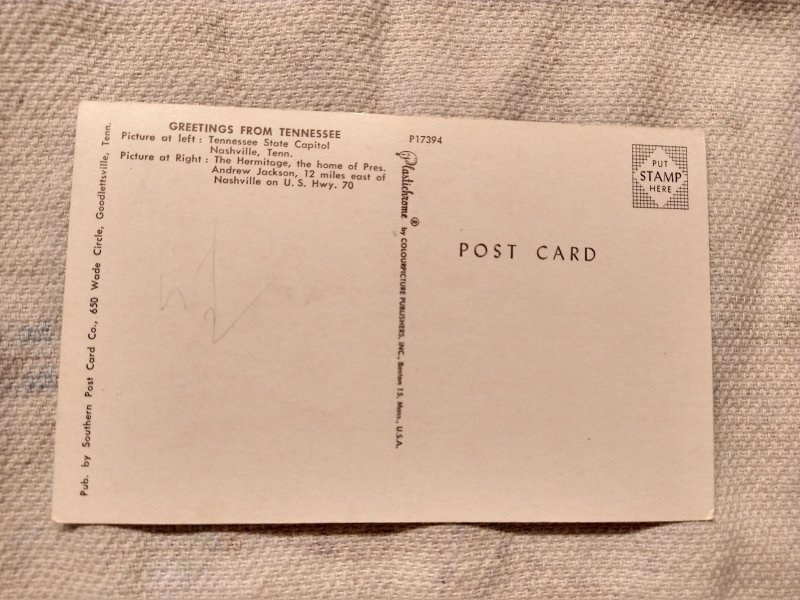 GREETINGS FROM TENNESSEE
Picture at left : Tennessee State Capitol
Nashville, Tenn.
Picture at Right : The Hermitage, the home of Pres.
Andrew Jackson, 12 miles east of
Nashville on U. S. Hwy. 70
Pub. by Southern Post Card Co., 650 Wade Circle, Goodlettsville, Tenn.
P17394
Plastichrome ® by COLOURPICTURE PUBLISHERS, INC., Boston 15, Mass., U.S.A.
PUT
STAMP
HERE
POST CARD